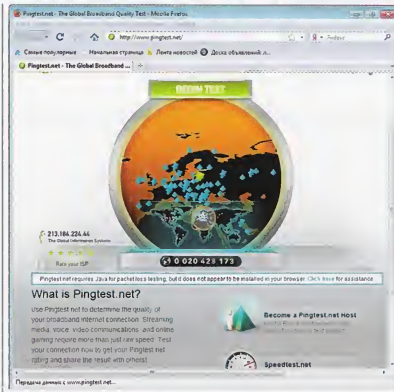 Pingtest.net - The Global Broadband Quality Test - Mozilla Firefox
http://www.pingtest.net/
Яндекс
Самые популярные Начальная страница Лента новостей Доска объявлений, л...
Pingtest.net - The Global Broadband ...
BEGIN TEST
213.184.224.44
The Global Information Systems
Rate your ISP
0 020 428 173
Pingtest.net requires Java for packet loss testing, but it does not appear to be installed in your browser. Click here for assistance.
What is Pingtest.net?
Use Pingtest.net to determine the quality of
your broadband Internet connection. Streaming
media, voice, video communications, and online
gaming require more than just raw speed. Test
your connection now to get your Pingtest.net
rating and share the result with others!
Become a Pingtest.net Host
Speedtest.net
Передача данных с www.pingtest.net...